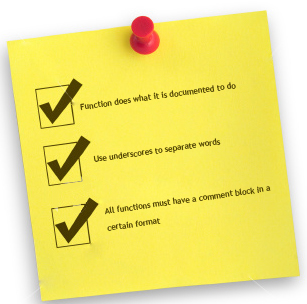 Function does what it is documented to do
Use underscores to separate words
All functions must have a comment block in a
certain format